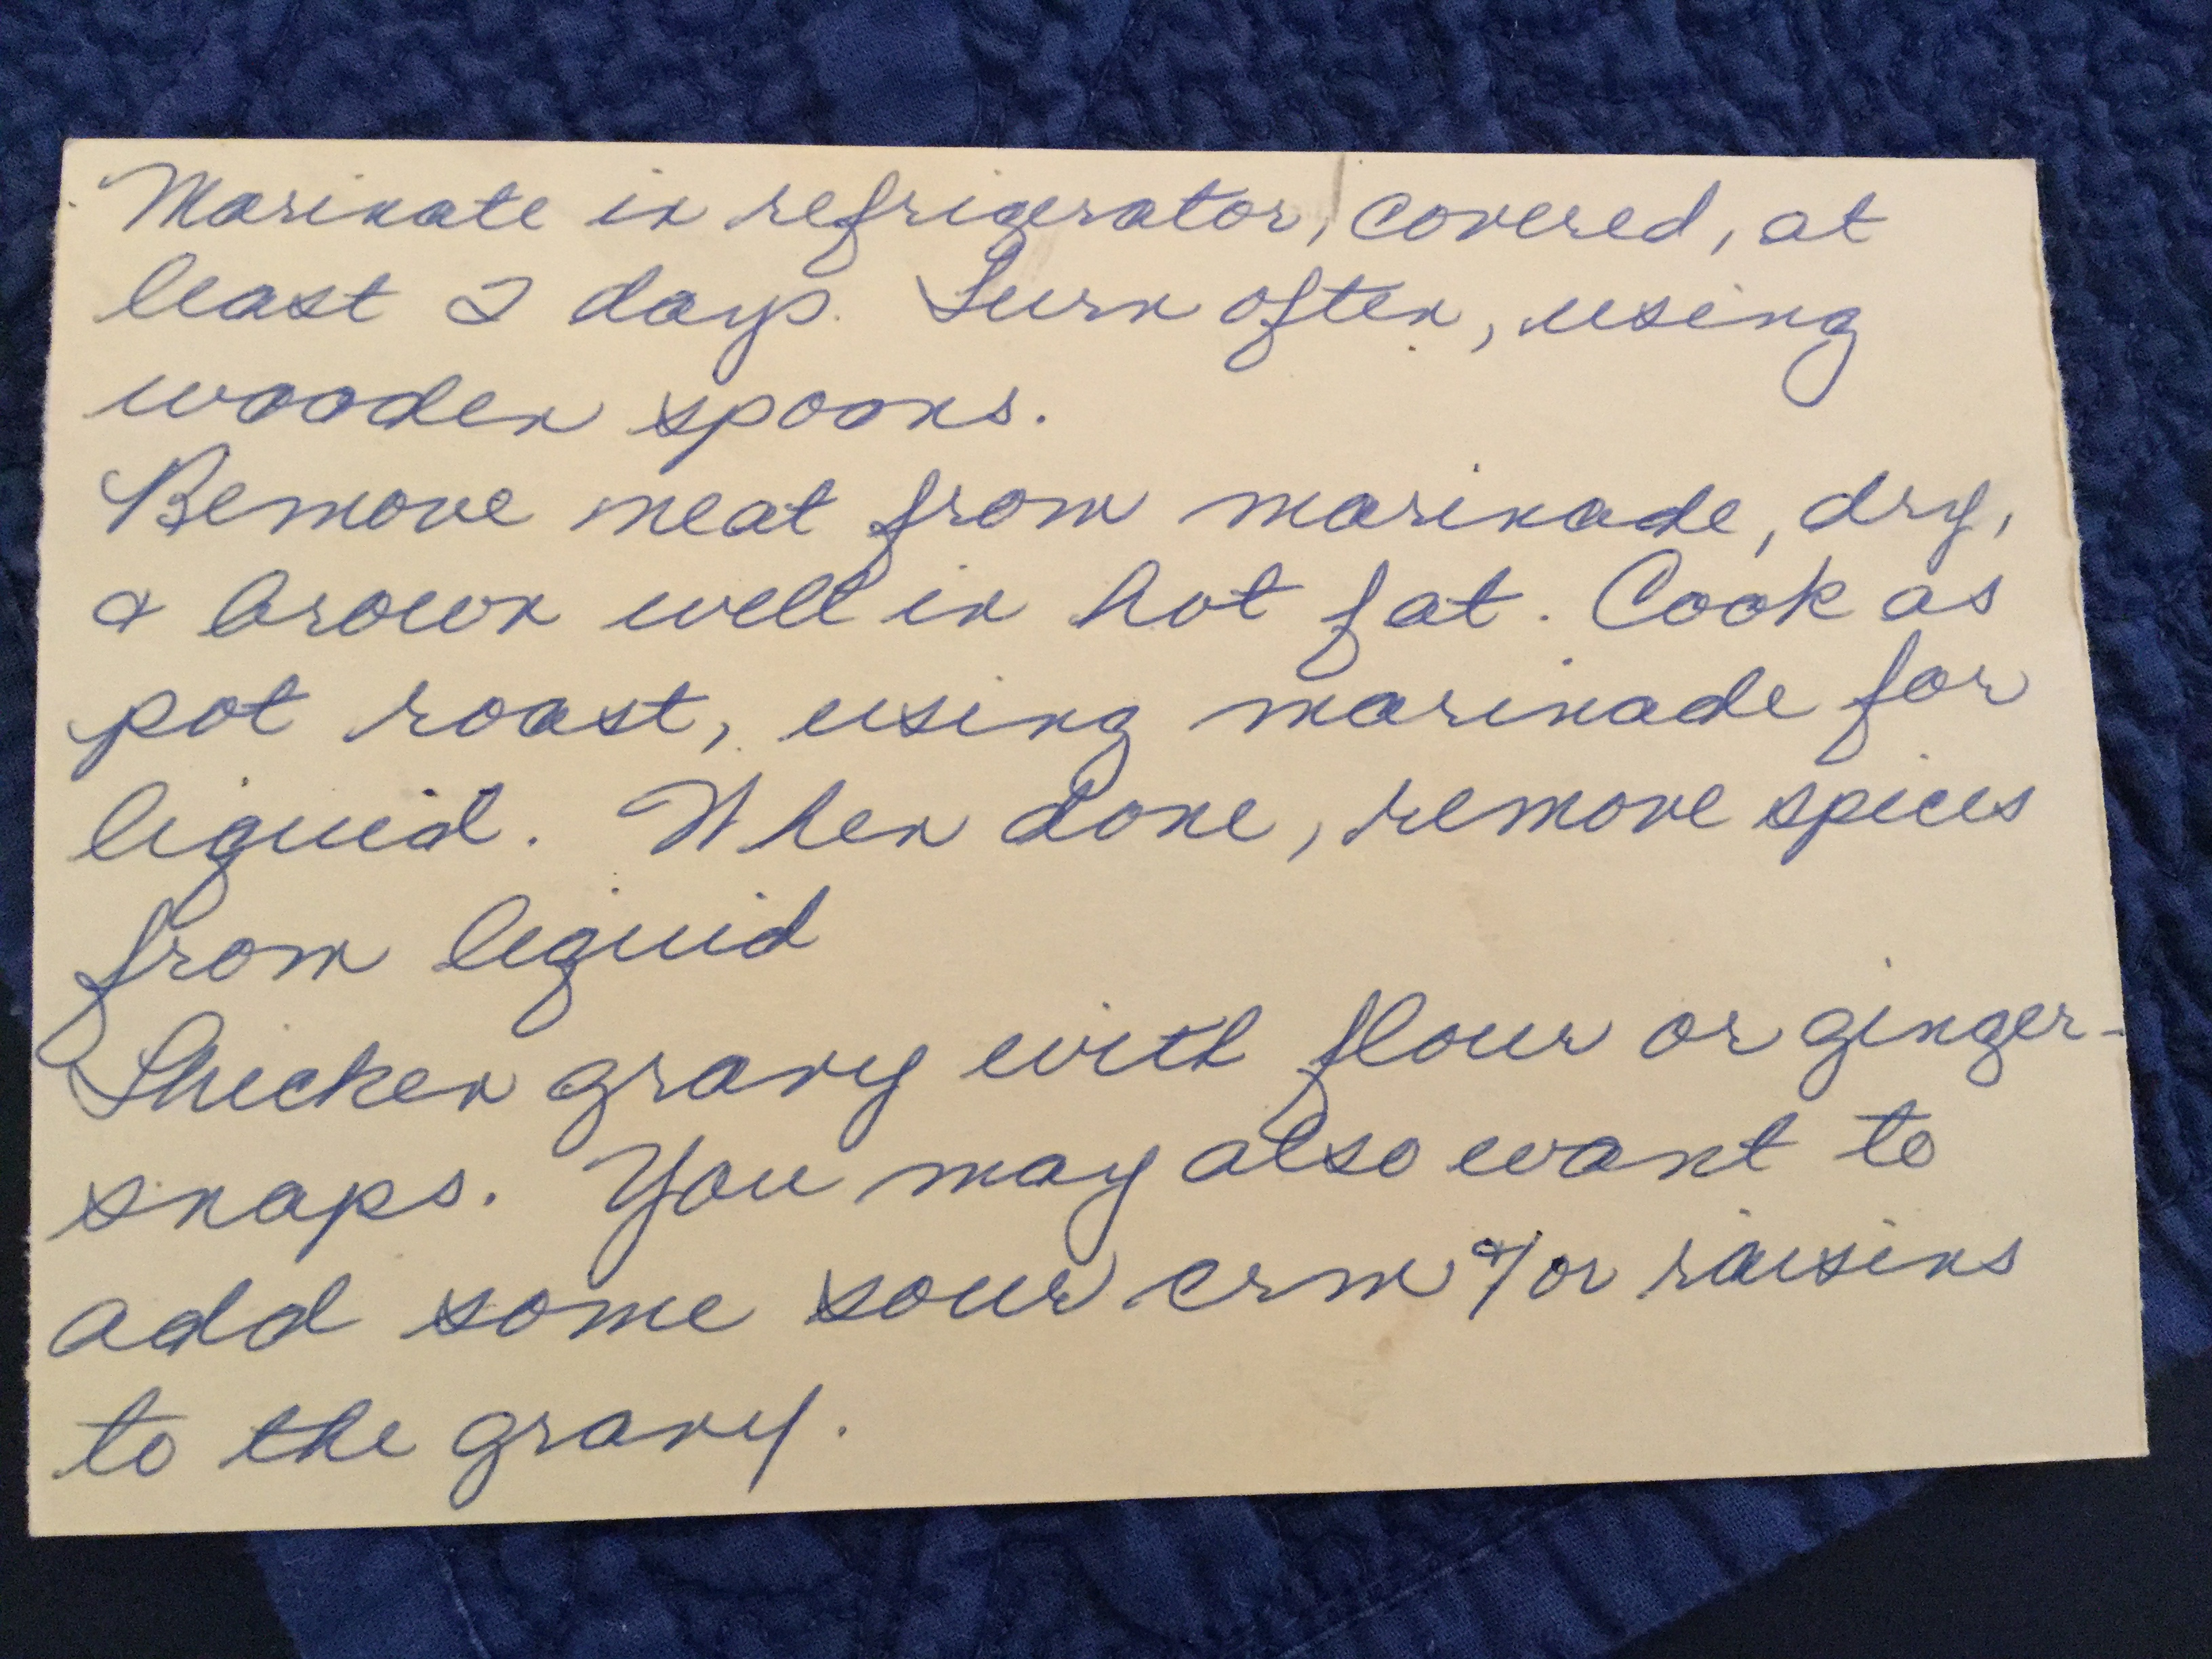 Marinate in refrigerator, covered, at
least 2 days. Turn often, using
wooden spoons.
Remove meat from marinade, dry,
& brown well in hot fat. Cook as
pot roast, using marinade for
liquid. When done, remove spices
from liquid
Thicken gravy with flour or ginger-
snaps. You may also want to
add some sour crm &/or raisins
to the gravy.